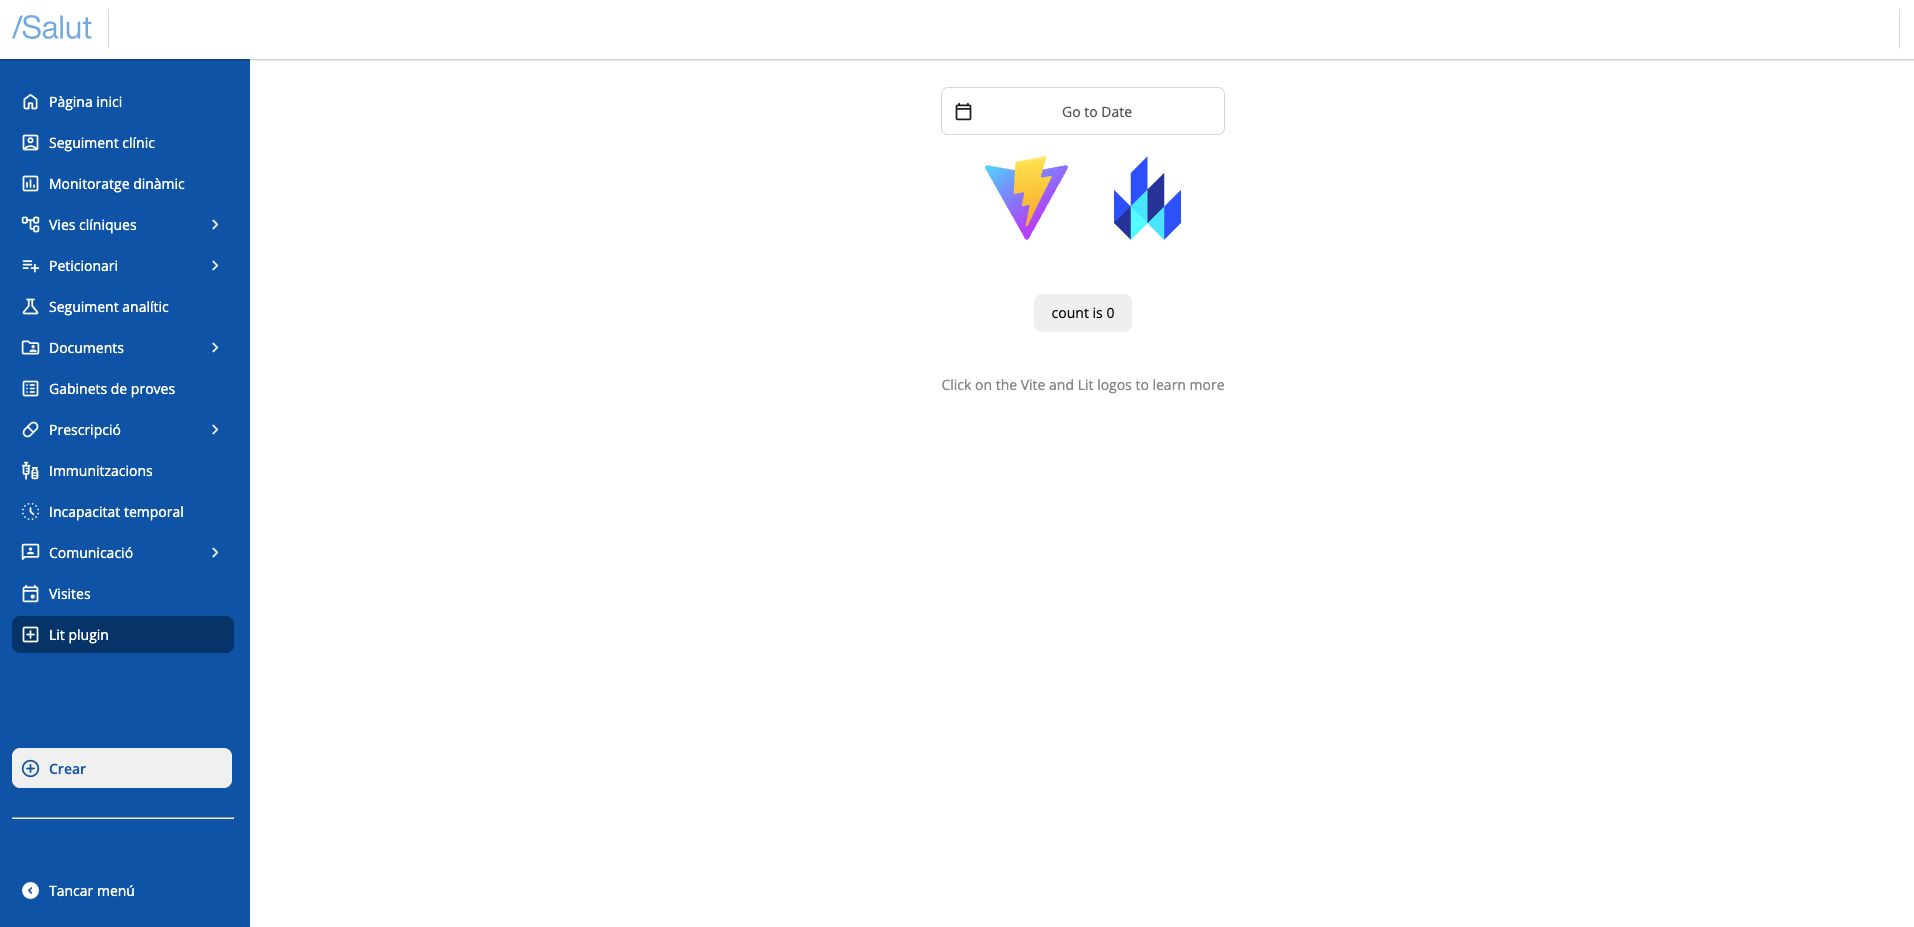 /Salut
Pàgina inici
Seguiment clínic
Monitoratge dinàmic
Vies clíniques
Peticionari
Seguiment analític
Documents
Gabinets de proves
Prescripció
Immunitzacions
Incapacitat temporal
Comunicació
Visites
Lit plugin
Crear
Tancar menú
Go to Date
count is 0
Click on the Vite and Lit logos to learn more